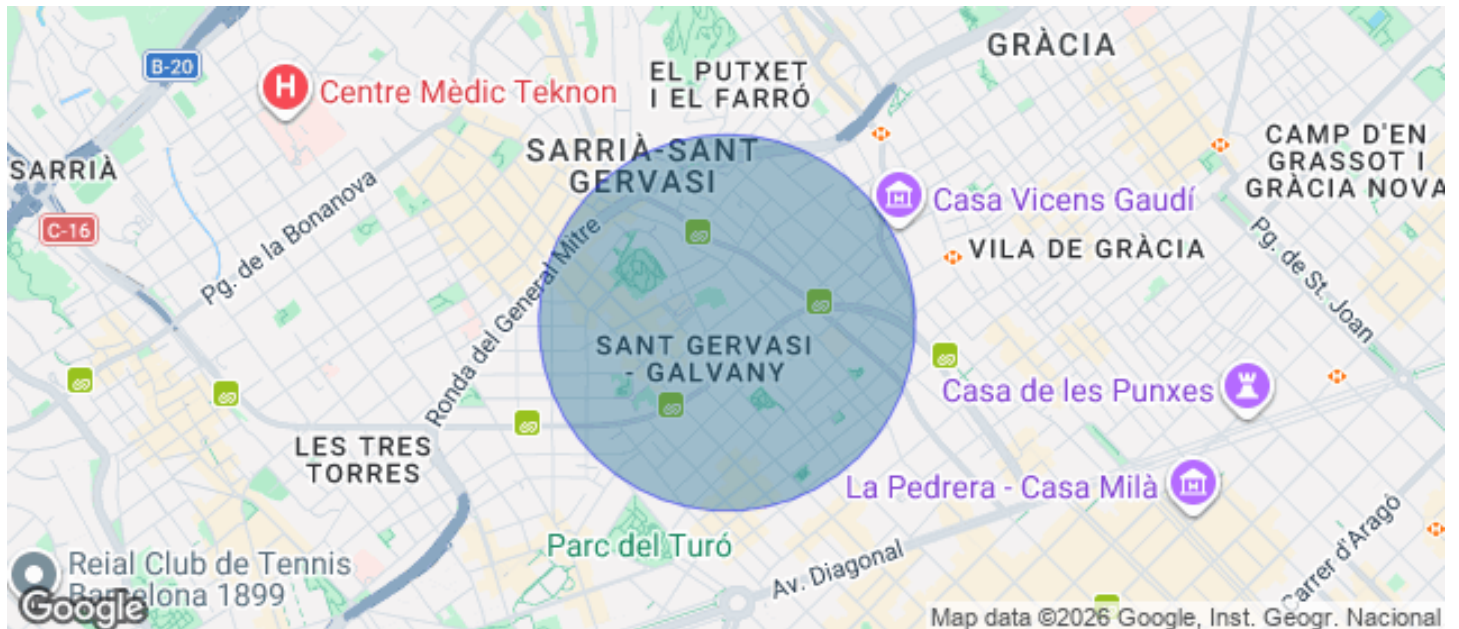 B-20
H
Centre Mèdic Teknon
EL PUTXET
I EL FARRÓ
GRÀCIA
SARRIÀ
SARRIÀ-SANT
GERVASI
CAMP D'EN
GRASSOT I
GRÀCIA NOVA
C-16
Pg. de la Bonanova
Casa Vicens Gaudí
VILA DE GRÀCIA
Pg. de St. Joan
Ronda del General Mitre
SANT GERVASI
- GALVANY
Casa de les Punxes
LES TRES
TORRES
La Pedrera - Casa Milà
Parc del Turó
Av. Diagonal
Carrer d'Aragó
Reial Club de Tennis
Barcelona 1899
Google
Map data ©2026 Google, Inst. Geogr. Nacional